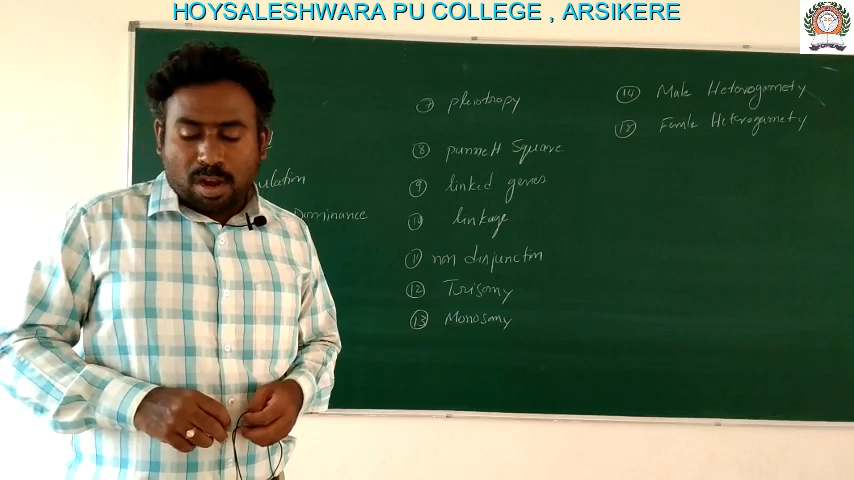 HOYSALESHWARA PU COLLEGE , ARSIKERE
ulation
Dominance
7 pleiotropy
8 punnett Square
9 linked genes
10 linkage
11 non disjunction
12 Trisomy
13 Monosomy
14 Male Heterogamety
15 Female Heterogamety